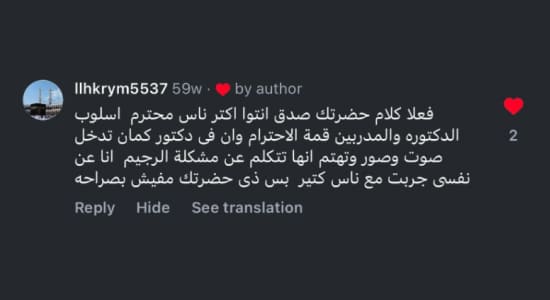 llhkrym5537 59w · ❤ by author
فعلا كلام حضرتك صدق انتوا اكتر ناس محترم اسلوب
الدكتوره والمدربين قمة الاحترام وان فى دكتور كمان تدخل
صوت وصور وتهتم انها تتكلم عن مشكلة الرجيم انا عن
نفسى جربت مع ناس كتير بس ذى حضرتك مفيش بصراحه
2
Reply Hide See translation